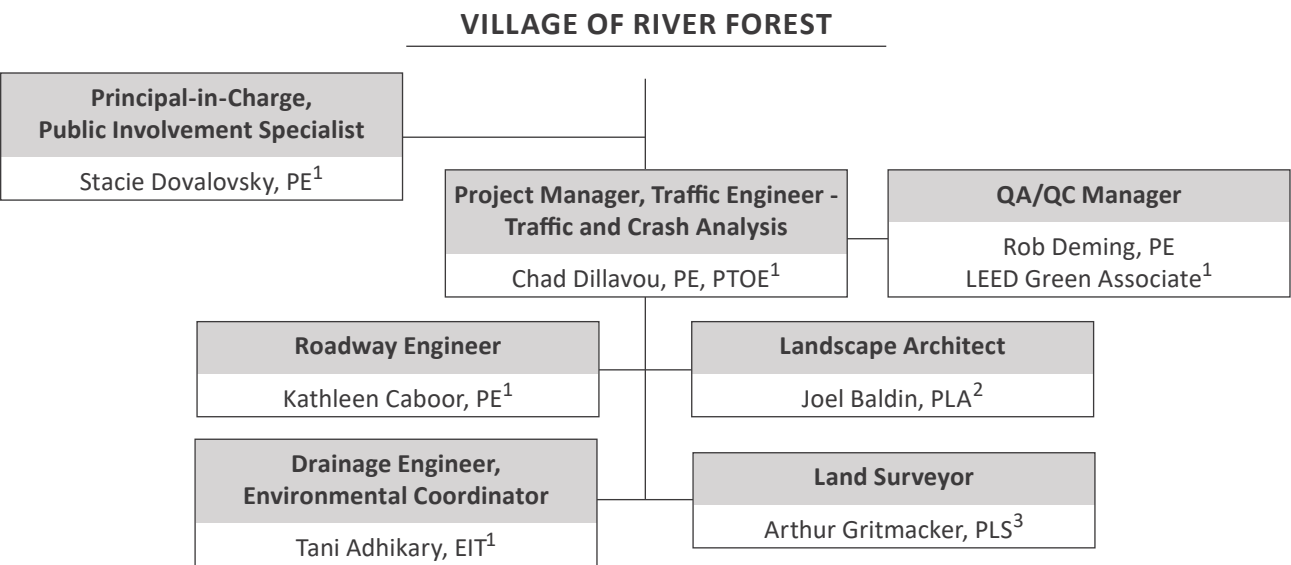 VILLAGE OF RIVER FOREST
Principal-in-Charge,
Public Involvement Specialist
Stacie Dovalovsky, PE1
Project Manager, Traffic Engineer -
Traffic and Crash Analysis
Chad Dillavou, PE, PTOE1
QA/QC Manager
Rob Deming, PE
LEED Green Associate1
Roadway Engineer
Kathleen Caboor, PE1
Landscape Architect
Joel Baldin, PLA2
Drainage Engineer,
Environmental Coordinator
Tani Adhikary, EIT1
Land Surveyor
Arthur Gritmacker, PLS3